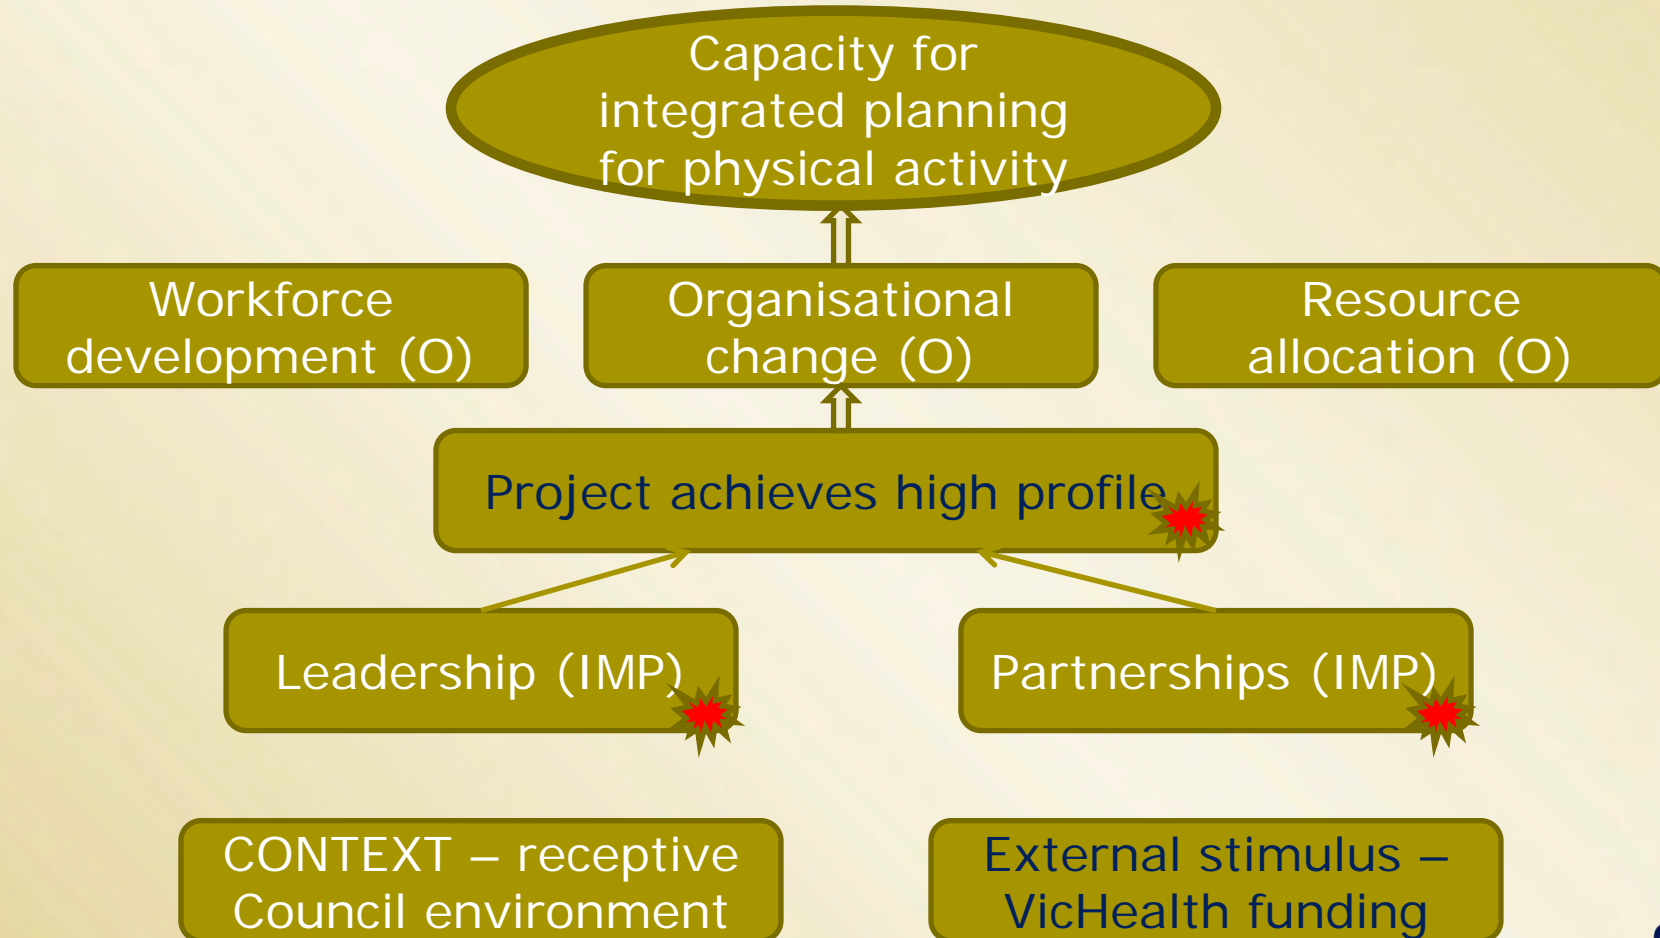 Capacity for
integrated planning
for physical activity
Workforce
development (O)
Organisational
change (O)
Resource
allocation (O)
Project achieves high profile
Leadership (IMP)
Partnerships (IMP)
CONTEXT – receptive
Council environment
External stimulus –
VicHealth funding